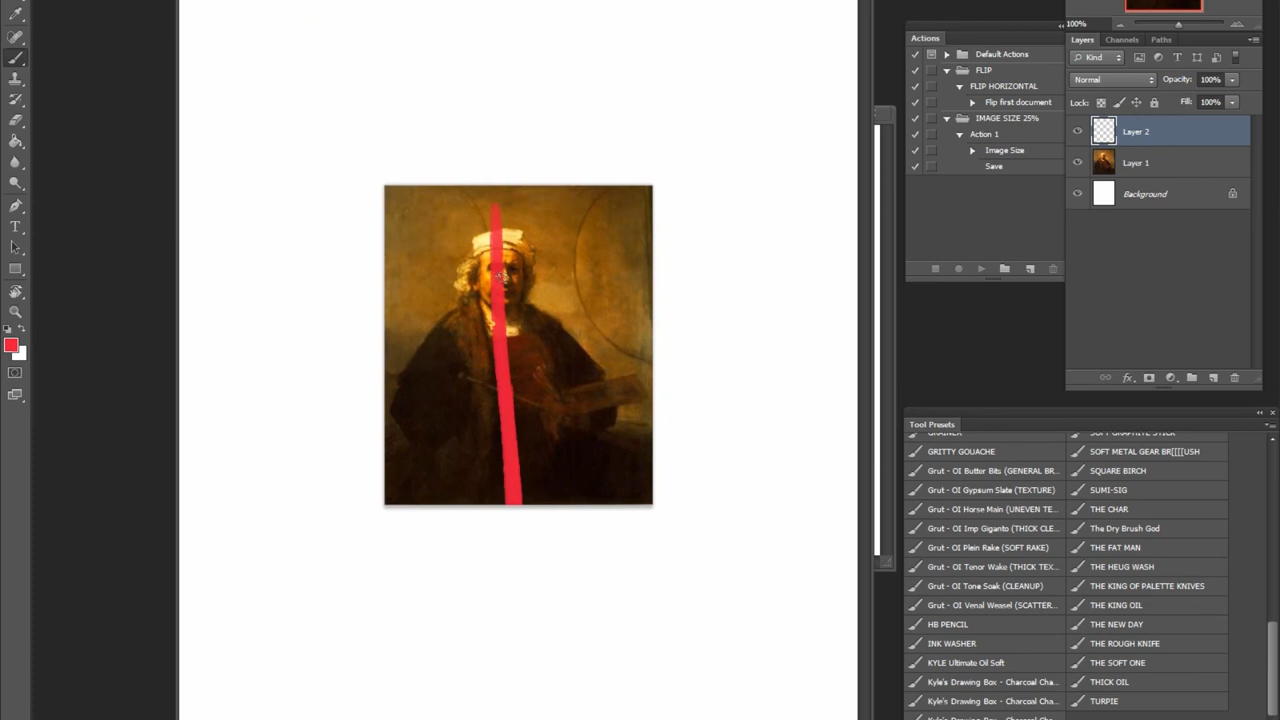 100%
Actions
Default Actions
FLIP
FLIP HORIZONTAL
Flip first document
IMAGE SIZE 25%
Action 1
Image Size
Save
Layers Channels Paths
Kind
Normal Opacity: 100%
Lock: Fill: 100%
Layer 2
Layer 1
Background
T
Tool Presets
GRAINER SOFT GRAPHITE STICK
GRITTY GOUACHE SOFT METAL GEAR BR[[[[USH
Grut - OI Butter Bits (GENERAL BR... SQUARE BIRCH
Grut - OI Gypsum Slate (TEXTURE) SUMI-SIG
Grut - OI Horse Main (UNEVEN TE... THE CHAR
Grut - OI Imp Giganto (THICK CLE... The Dry Brush God
Grut - OI Plein Rake (SOFT RAKE) THE FAT MAN
Grut - OI Tenor Wake (THICK TEX... THE HEUG WASH
Grut - OI Tone Soak (CLEANUP) THE KING OF PALETTE KNIVES
Grut - OI Venal Weasel (SCATTER... THE KING OIL
HB PENCIL THE NEW DAY
INK WASHER THE ROUGH KNIFE
KYLE Ultimate Oil Soft THE SOFT ONE
Kyle's Drawing Box - Charcoal Cha... THICK OIL
Kyle's Drawing Box - Charcoal Cha... TURPIE